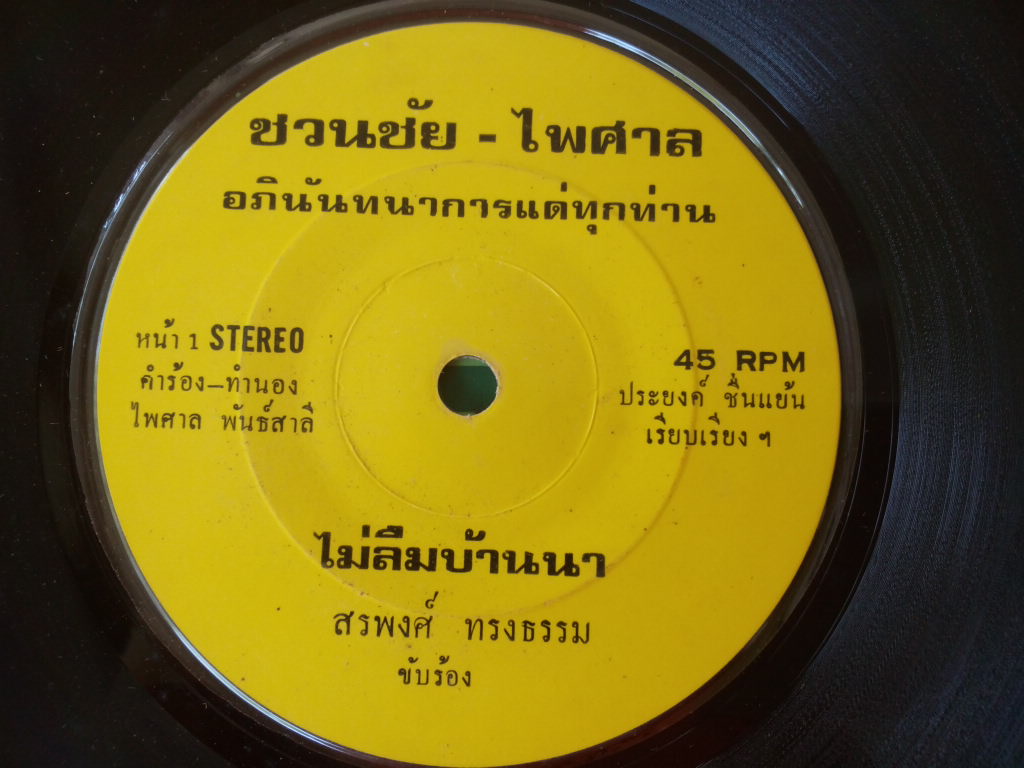 ชวนชัย - ไพศาล
อภินันทนาการแด่ทุกท่าน
หน้า 1 STEREO
คำร้อง–ทำนอง
ไพศาล พันธ์สาลี
45 RPM
ประยงค์ ชื่นแย้น
เรียบเรียง ฯ
ไม่ลืมบ้านนา
สรพงศ์ ทรงธรรม
ขับร้อง